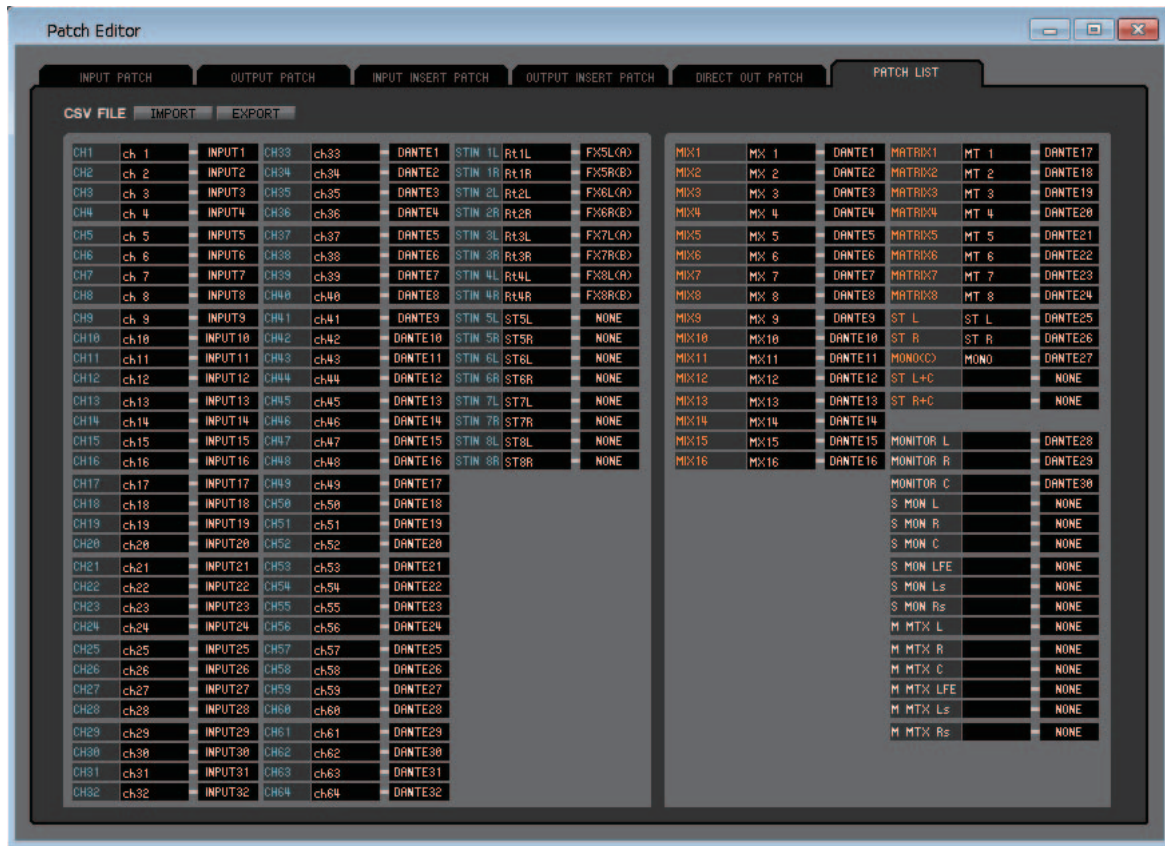 Patch Editor
INPUT PATCH OUTPUT PATCH INPUT INSERT PATCH OUTPUT INSERT PATCH DIRECT OUT PATCH PATCH LIST
CSV FILE IMPORT EXPORT
CH1 ch 1 INPUT1 CH33 ch33 DANTE1 STIN 1L Rt1L FX5L(A) MIX1 MX 1 DANTE1 MATRIX1 MT 1 DANTE17
CH2 ch 2 INPUT2 CH34 ch34 DANTE2 STIN 1R Rt1R FX5R(B) MIX2 MX 2 DANTE2 MATRIX2 MT 2 DANTE18
CH3 ch 3 INPUT3 CH35 ch35 DANTE3 STIN 2L Rt2L FX6L(A) MIX3 MX 3 DANTE3 MATRIX3 MT 3 DANTE19
CH4 ch 4 INPUT4 CH36 ch36 DANTE4 STIN 2R Rt2R FX6R(B) MIX4 MX 4 DANTE4 MATRIX4 MT 4 DANTE20
CH5 ch 5 INPUT5 CH37 ch37 DANTE5 STIN 3L Rt3L FX7L(A) MIX5 MX 5 DANTE5 MATRIX5 MT 5 DANTE21
CH6 ch 6 INPUT6 CH38 ch38 DANTE6 STIN 3R Rt3R FX7R(B) MIX6 MX 6 DANTE6 MATRIX6 MT 6 DANTE22
CH7 ch 7 INPUT7 CH39 ch39 DANTE7 STIN 4L Rt4L FX8L(A) MIX7 MX 7 DANTE7 MATRIX7 MT 7 DANTE23
CH8 ch 8 INPUT8 CH40 ch40 DANTE8 STIN 4R Rt4R FX8R(B) MIX8 MX 8 DANTE8 MATRIX8 MT 8 DANTE24
CH9 ch 9 INPUT9 CH41 ch41 DANTE9 STIN 5L ST5L NONE MIX9 MX 9 DANTE9 ST L ST L DANTE25
CH10 ch10 INPUT10 CH42 ch42 DANTE10 STIN 5R ST5R NONE MIX10 MX10 DANTE10 ST R ST R DANTE26
CH11 ch11 INPUT11 CH43 ch43 DANTE11 STIN 6L ST6L NONE MIX11 MX11 DANTE11 MONO(C) MONO DANTE27
CH12 ch12 INPUT12 CH44 ch44 DANTE12 STIN 6R ST6R NONE MIX12 MX12 DANTE12 ST L+C NONE
CH13 ch13 INPUT13 CH45 ch45 DANTE13 STIN 7L ST7L NONE MIX13 MX13 DANTE13 ST R+C NONE
CH14 ch14 INPUT14 CH46 ch46 DANTE14 STIN 7R ST7R NONE MIX14 MX14 DANTE14
CH15 ch15 INPUT15 CH47 ch47 DANTE15 STIN 8L ST8L NONE MIX15 MX15 DANTE15 MONITOR L DANTE28
CH16 ch16 INPUT16 CH48 ch48 DANTE16 STIN 8R ST8R NONE MIX16 MX16 DANTE16 MONITOR R DANTE29
CH17 ch17 INPUT17 CH49 ch49 DANTE17 MONITOR C DANTE30
CH18 ch18 INPUT18 CH50 ch50 DANTE18 S MON L NONE
CH19 ch19 INPUT19 CH51 ch51 DANTE19 S MON R NONE
CH20 ch20 INPUT20 CH52 ch52 DANTE20 S MON C NONE
CH21 ch21 INPUT21 CH53 ch53 DANTE21 S MON LFE NONE
CH22 ch22 INPUT22 CH54 ch54 DANTE22 S MON Ls NONE
CH23 ch23 INPUT23 CH55 ch55 DANTE23 S MON Rs NONE
CH24 ch24 INPUT24 CH56 ch56 DANTE24 M MTX L NONE
CH25 ch25 INPUT25 CH57 ch57 DANTE25 M MTX R NONE
CH26 ch26 INPUT26 CH58 ch58 DANTE26 M MTX C NONE
CH27 ch27 INPUT27 CH59 ch59 DANTE27 M MTX LFE NONE
CH28 ch28 INPUT28 CH60 ch60 DANTE28 M MTX Ls NONE
CH29 ch29 INPUT29 CH61 ch61 DANTE29 M MTX Rs NONE
CH30 ch30 INPUT30 CH62 ch62 DANTE30
CH31 ch31 INPUT31 CH63 ch63 DANTE31
CH32 ch32 INPUT32 CH64 ch64 DANTE32